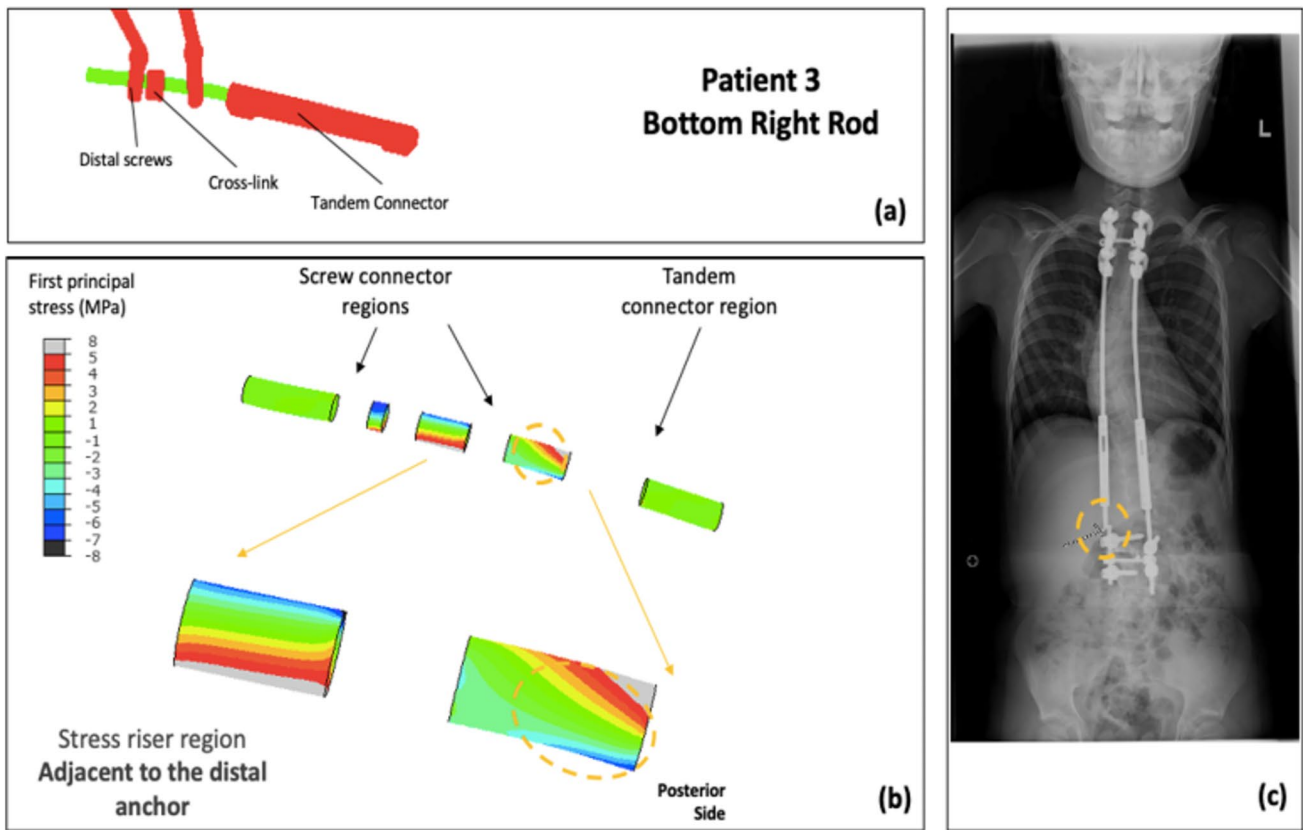 Patient 3
Bottom Right Rod
Distal screws
Cross-link
Tandem Connector
(a)
First principal
stress (MPa)
8
5
4
3
2
1
-1
-2
-3
-4
-5
-6
-7
-8
Screw connector
regions
Tandem
connector region
Stress riser region
Adjacent to the distal
anchor
Posterior
Side
(b)
L
(c)